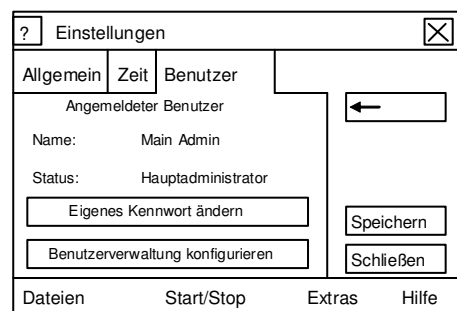 ? Einstellungen
Allgemein Zeit Benutzer
Angemeldeter Benutzer
Name: Main Admin
Status: Hauptadministrator
Eigenes Kennwort ändern
Benutzerverwaltung konfigurieren
Speichern
Schließen
Dateien Start/Stop Extras Hilfe